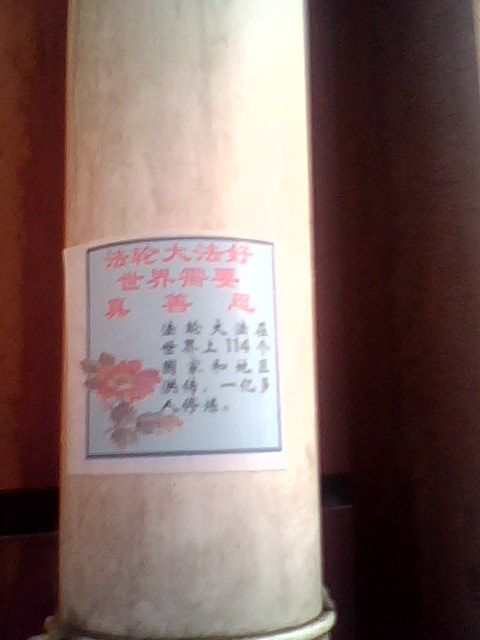 法轮大法好
世界需要
真 善 忍
法轮大法在
世界上114个
国家和地区
洪传，一亿多
人修炼。